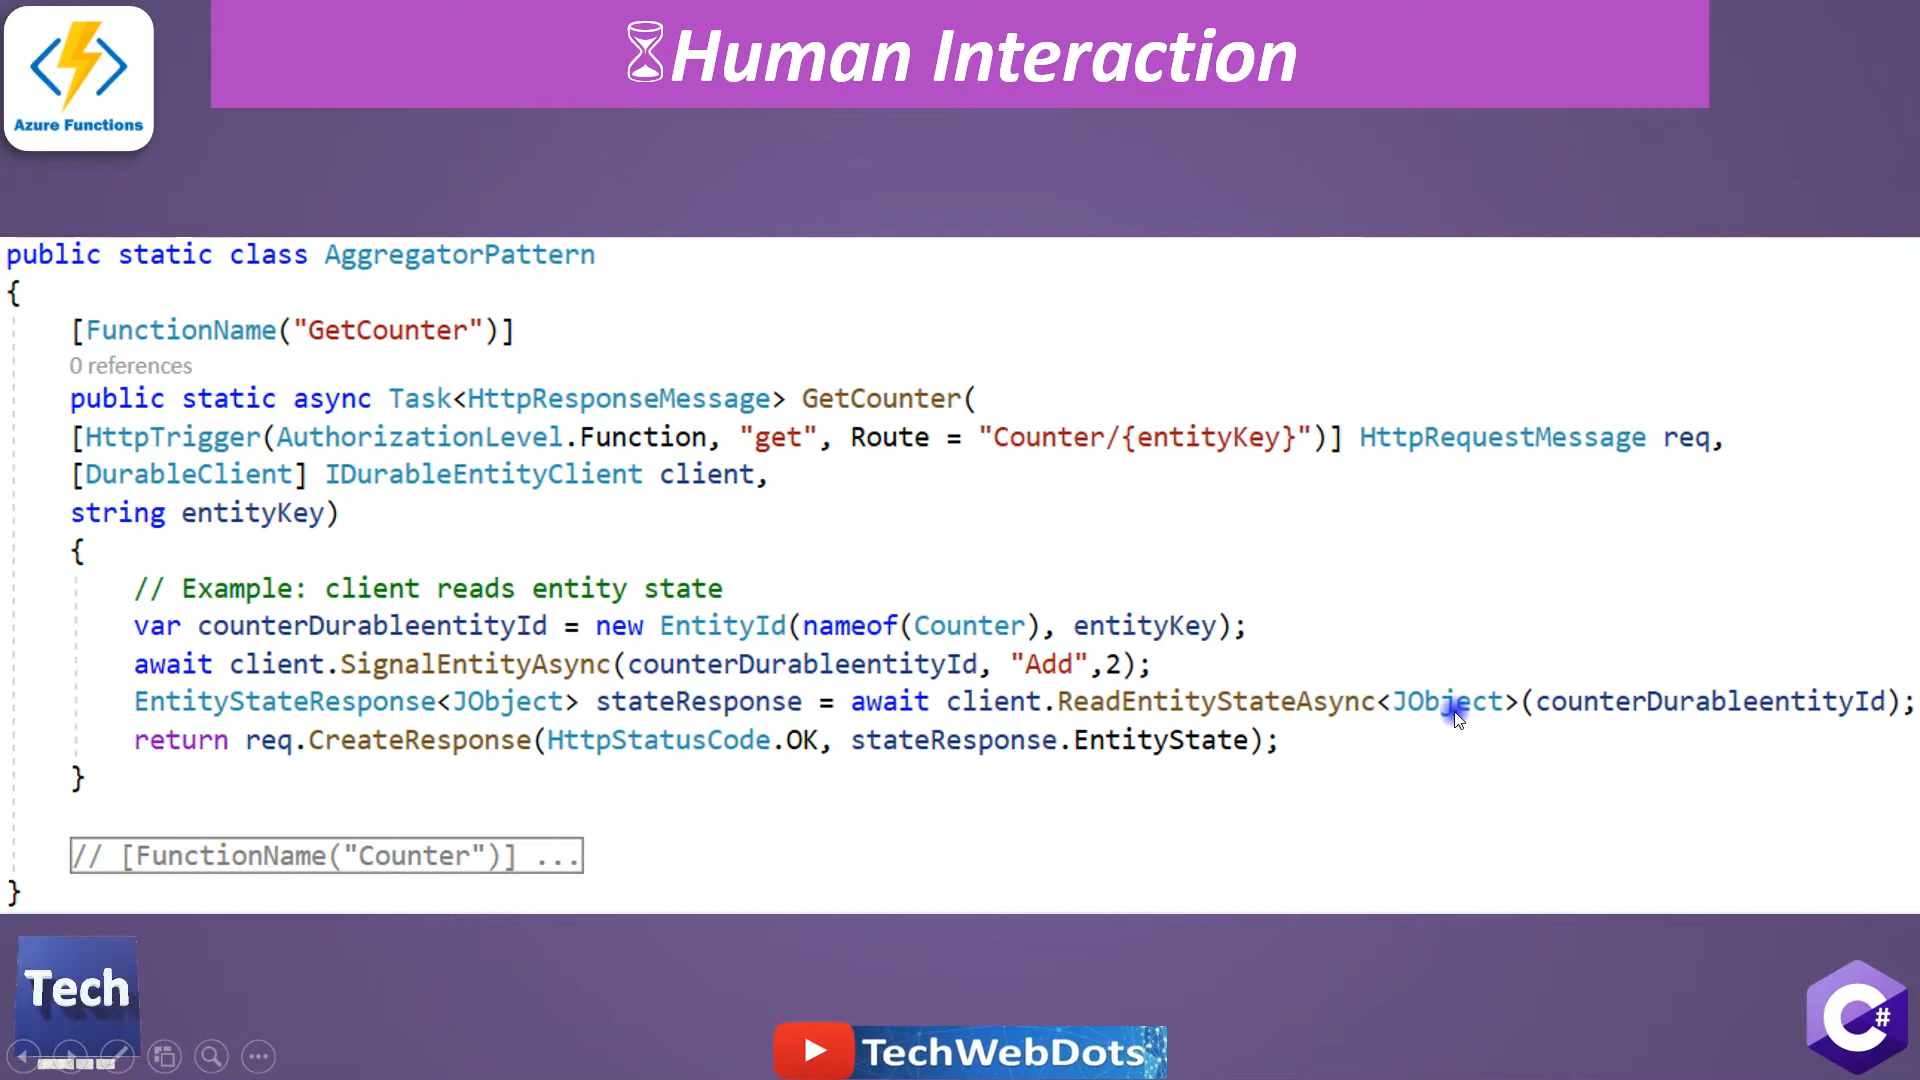 Azure Functions
Human Interaction
public static class AggregatorPattern
{
[FunctionName("GetCounter")]
0 references
public static async Task<HttpResponseMessage> GetCounter(
[HttpTrigger(AuthorizationLevel.Function, "get", Route = "Counter/{entityKey}")] HttpRequestMessage req,
[DurableClient] IDurableEntityClient client,
string entityKey)
{
// Example: client reads entity state
var counterDurableentityId = new EntityId(nameof(Counter), entityKey);
await client.SignalEntityAsync(counterDurableentityId, "Add",2);
EntityStateResponse<JObject> stateResponse = await client.ReadEntityStateAsync<JObject>(counterDurableentityId);
return req.CreateResponse(HttpStatusCode.OK, stateResponse.EntityState);
}
// [FunctionName("Counter")] ...
}
Tech
TechWebDots
C#